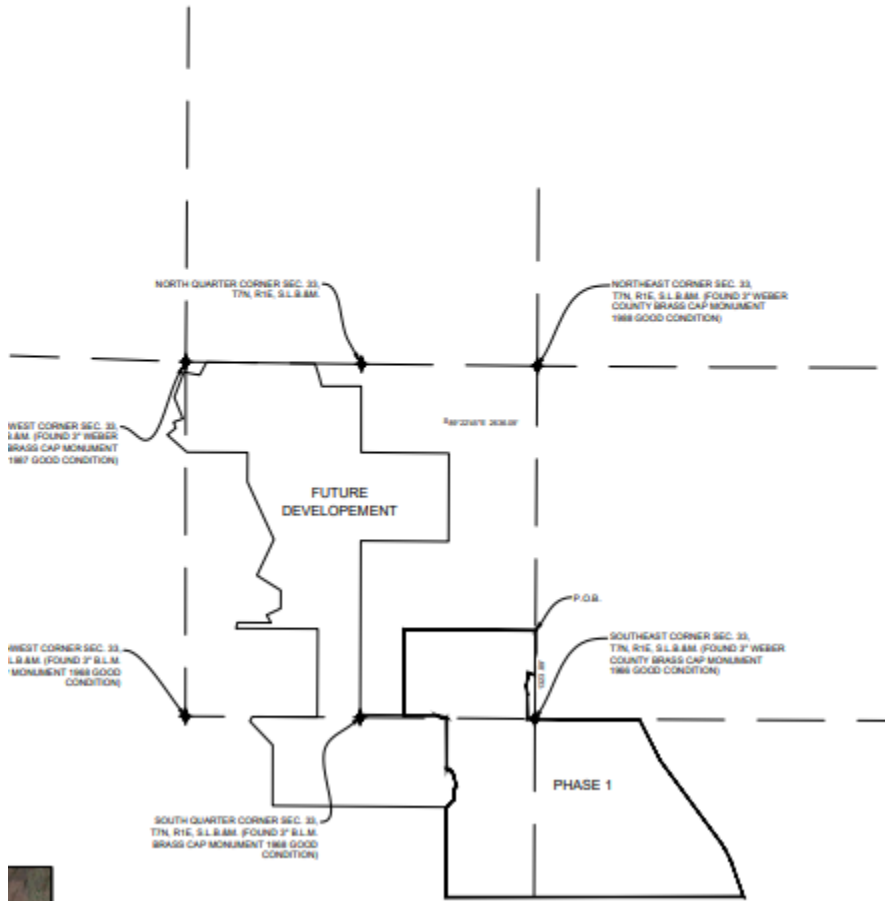 NORTH QUARTER CORNER SEC. 33,
T7N, R1E, S.L.B.&M.
NORTHEAST CORNER SEC. 33,
T7N, R1E, S.L.B.&M. (FOUND 3" WEBER
COUNTY BRASS CAP MONUMENT
1988 GOOD CONDITION)
WEST CORNER SEC. 33,
.B.&M. (FOUND 3" WEBER
BRASS CAP MONUMENT
GOOD CONDITION)
FUTURE
DEVELOPEMENT
P.O.B.
SOUTHEAST CORNER SEC. 33,
T7N, R1E, S.L.B.&M. (FOUND 3" WEBER
COUNTY BRASS CAP MONUMENT
GOOD CONDITION)
WEST CORNER SEC. 33,
.L.B.&M. (FOUND 3" B.L.M.
MONUMENT 1968 GOOD
CONDITION)
PHASE 1
SOUTH QUARTER CORNER SEC. 33,
T7N, R1E, S.L.B.&M. (FOUND 3" B.L.M.
BRASS CAP MONUMENT 1968 GOOD
CONDITION)